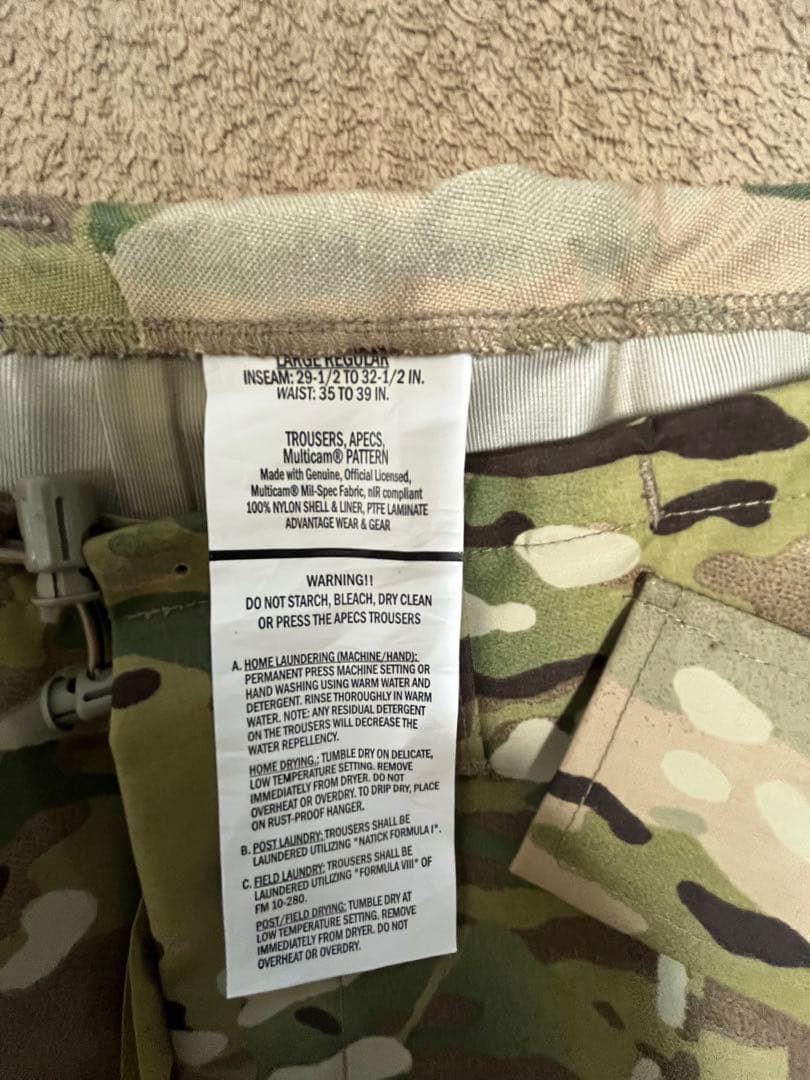 LARGE REGULAR
INSEAM: 29-1/2 TO 32-1/2 IN.
WAIST: 35 TO 39 IN.
TROUSERS, APECS,
Multicam® PATTERN
Made with Genuine, Official Licensed,
Multicam® Mil-Spec Fabric, nIR compliant
100% NYLON SHELL & LINER, PTFE LAMINATE
ADVANTAGE WEAR & GEAR
WARNING!!
DO NOT STARCH, BLEACH, DRY CLEAN
OR PRESS THE APECS TROUSERS
A. HOME LAUNDERING (MACHINE/HAND):
PERMANENT PRESS MACHINE SETTING OR
HAND WASHING USING WARM WATER AND
DETERGENT. RINSE THOROUGHLY IN WARM
WATER. NOTE: ANY RESIDUAL DETERGENT
ON THE TROUSERS WILL DECREASE THE
WATER REPELLENCY.
HOME DRYING.: TUMBLE DRY ON DELICATE,
LOW TEMPERATURE SETTING. REMOVE
IMMEDIATELY FROM DRYER. DO NOT
OVERHEAT OR OVERDRY. TO DRIP DRY, PLACE
ON RUST-PROOF HANGER.
B. POST LAUNDRY: TROUSERS SHALL BE
LAUNDERED UTILIZING "NATICK FORMULA I".
C. FIELD LAUNDRY: TROUSERS SHALL BE
LAUNDERED UTILIZING "FORMULA VIII" OF
FM 10-280.
POST/FIELD DRYING: TUMBLE DRY AT
LOW TEMPERATURE SETTING. REMOVE
IMMEDIATELY FROM DRYER. DO NOT
OVERHEAT OR OVERDRY.